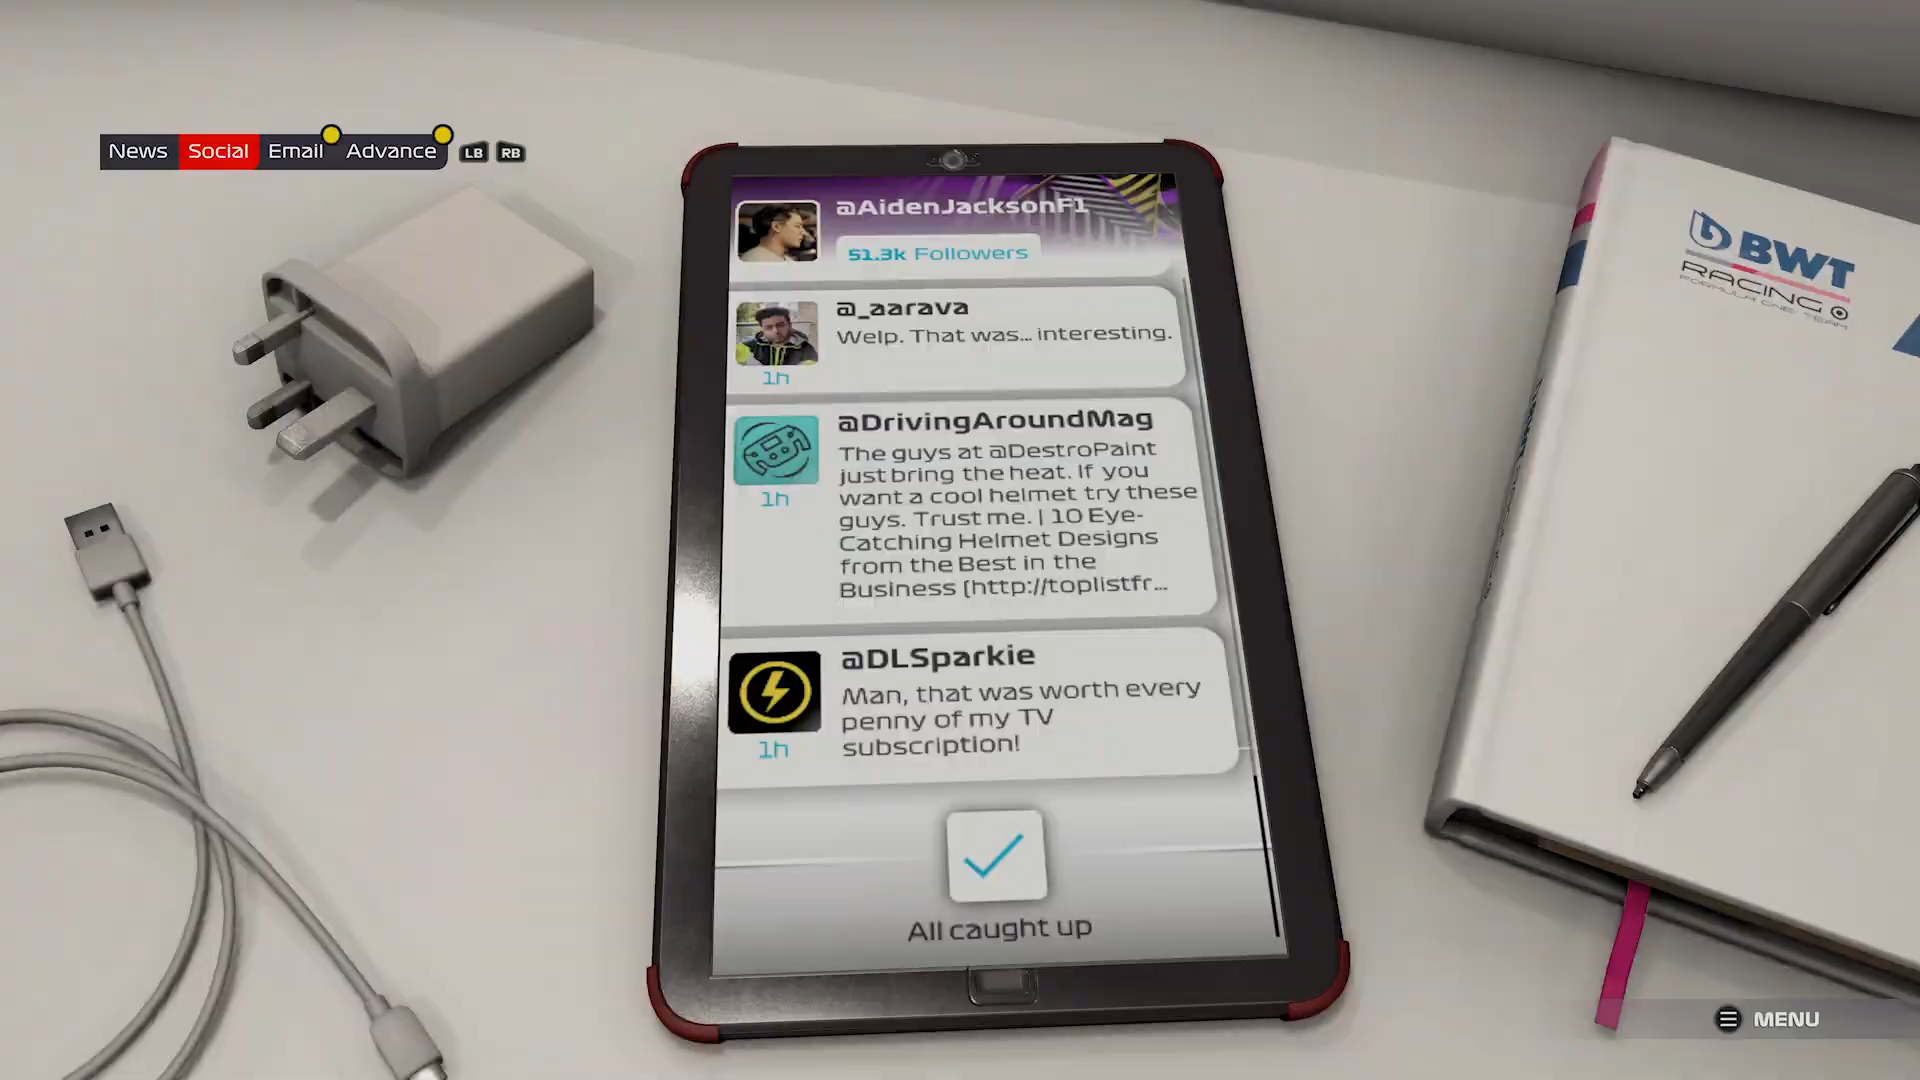 News Social Email Advance LB RB
@AidenJacksonF1
51.3k Followers
@_aarava
Welp. That was... interesting.
1h
@DrivingAroundMag
The guys at @DestroPaint
just bring the heat. If you
want a cool helmet try these
guys. Trust me. | 10 Eye-
Catching Helmet Designs
from the Best in the
Business [http://toplistfr...
1h
@DLSparkie
Man, that was worth every
penny of my TV
subscription!
1h
All caught up
BWT
RACING
FORMULA ONE TEAM
MENU